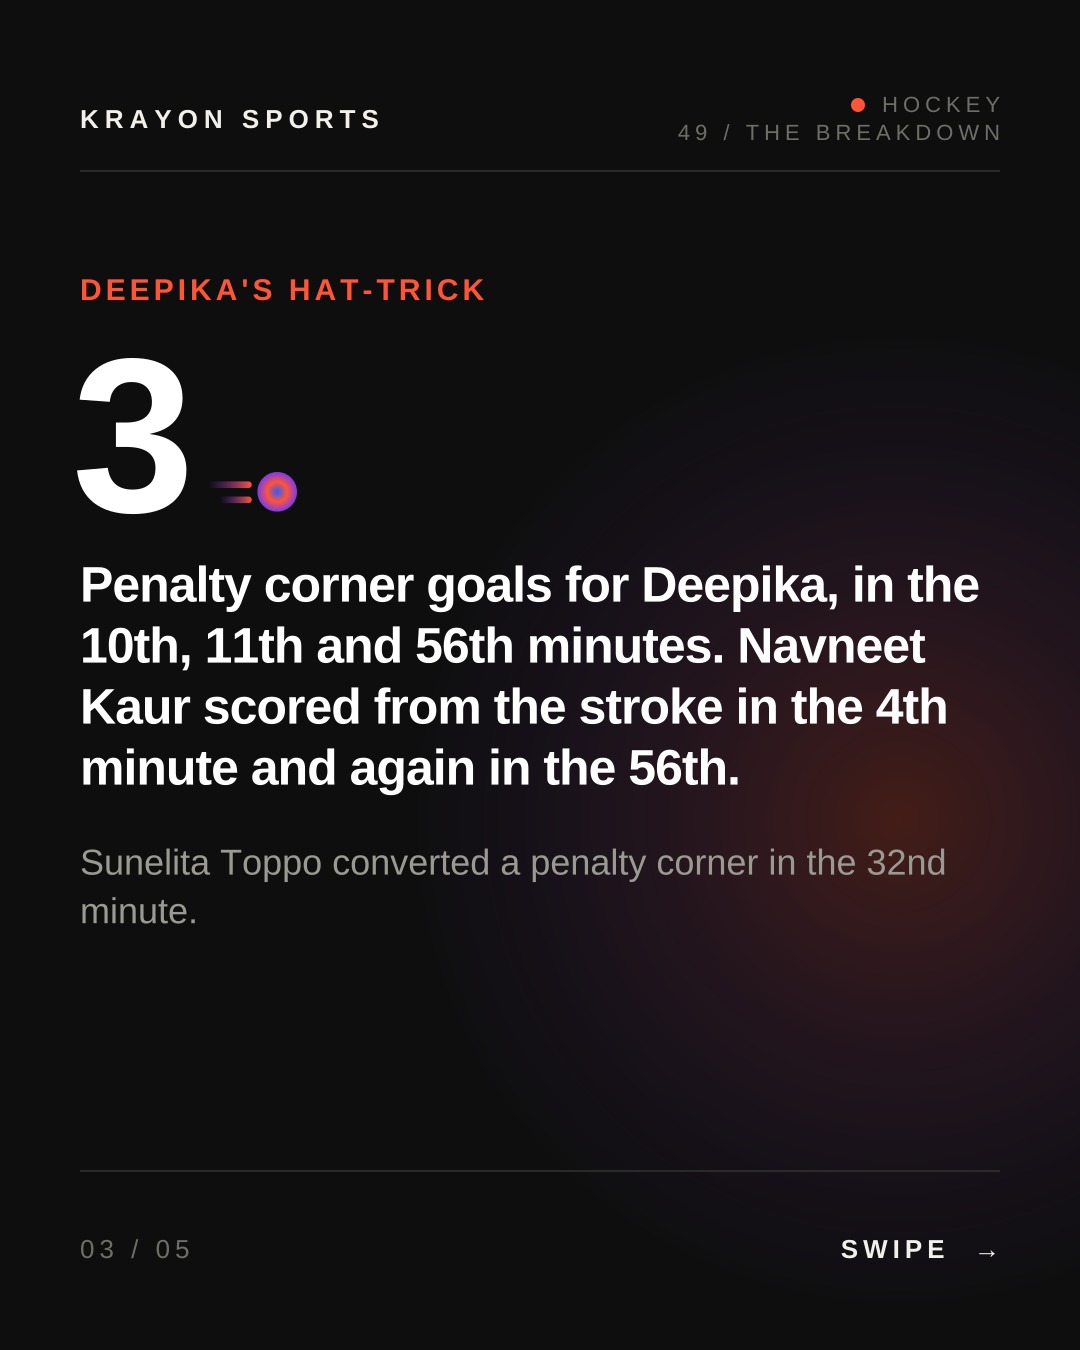 KRAYON SPORTS
HOCKEY
49 / THE BREAKDOWN
DEEPIKA'S HAT-TRICK
3
Penalty corner goals for Deepika, in the
10th, 11th and 56th minutes. Navneet
Kaur scored from the stroke in the 4th
minute and again in the 56th.
Sunelita Toppo converted a penalty corner in the 32nd
minute.
03 / 05
SWIPE →